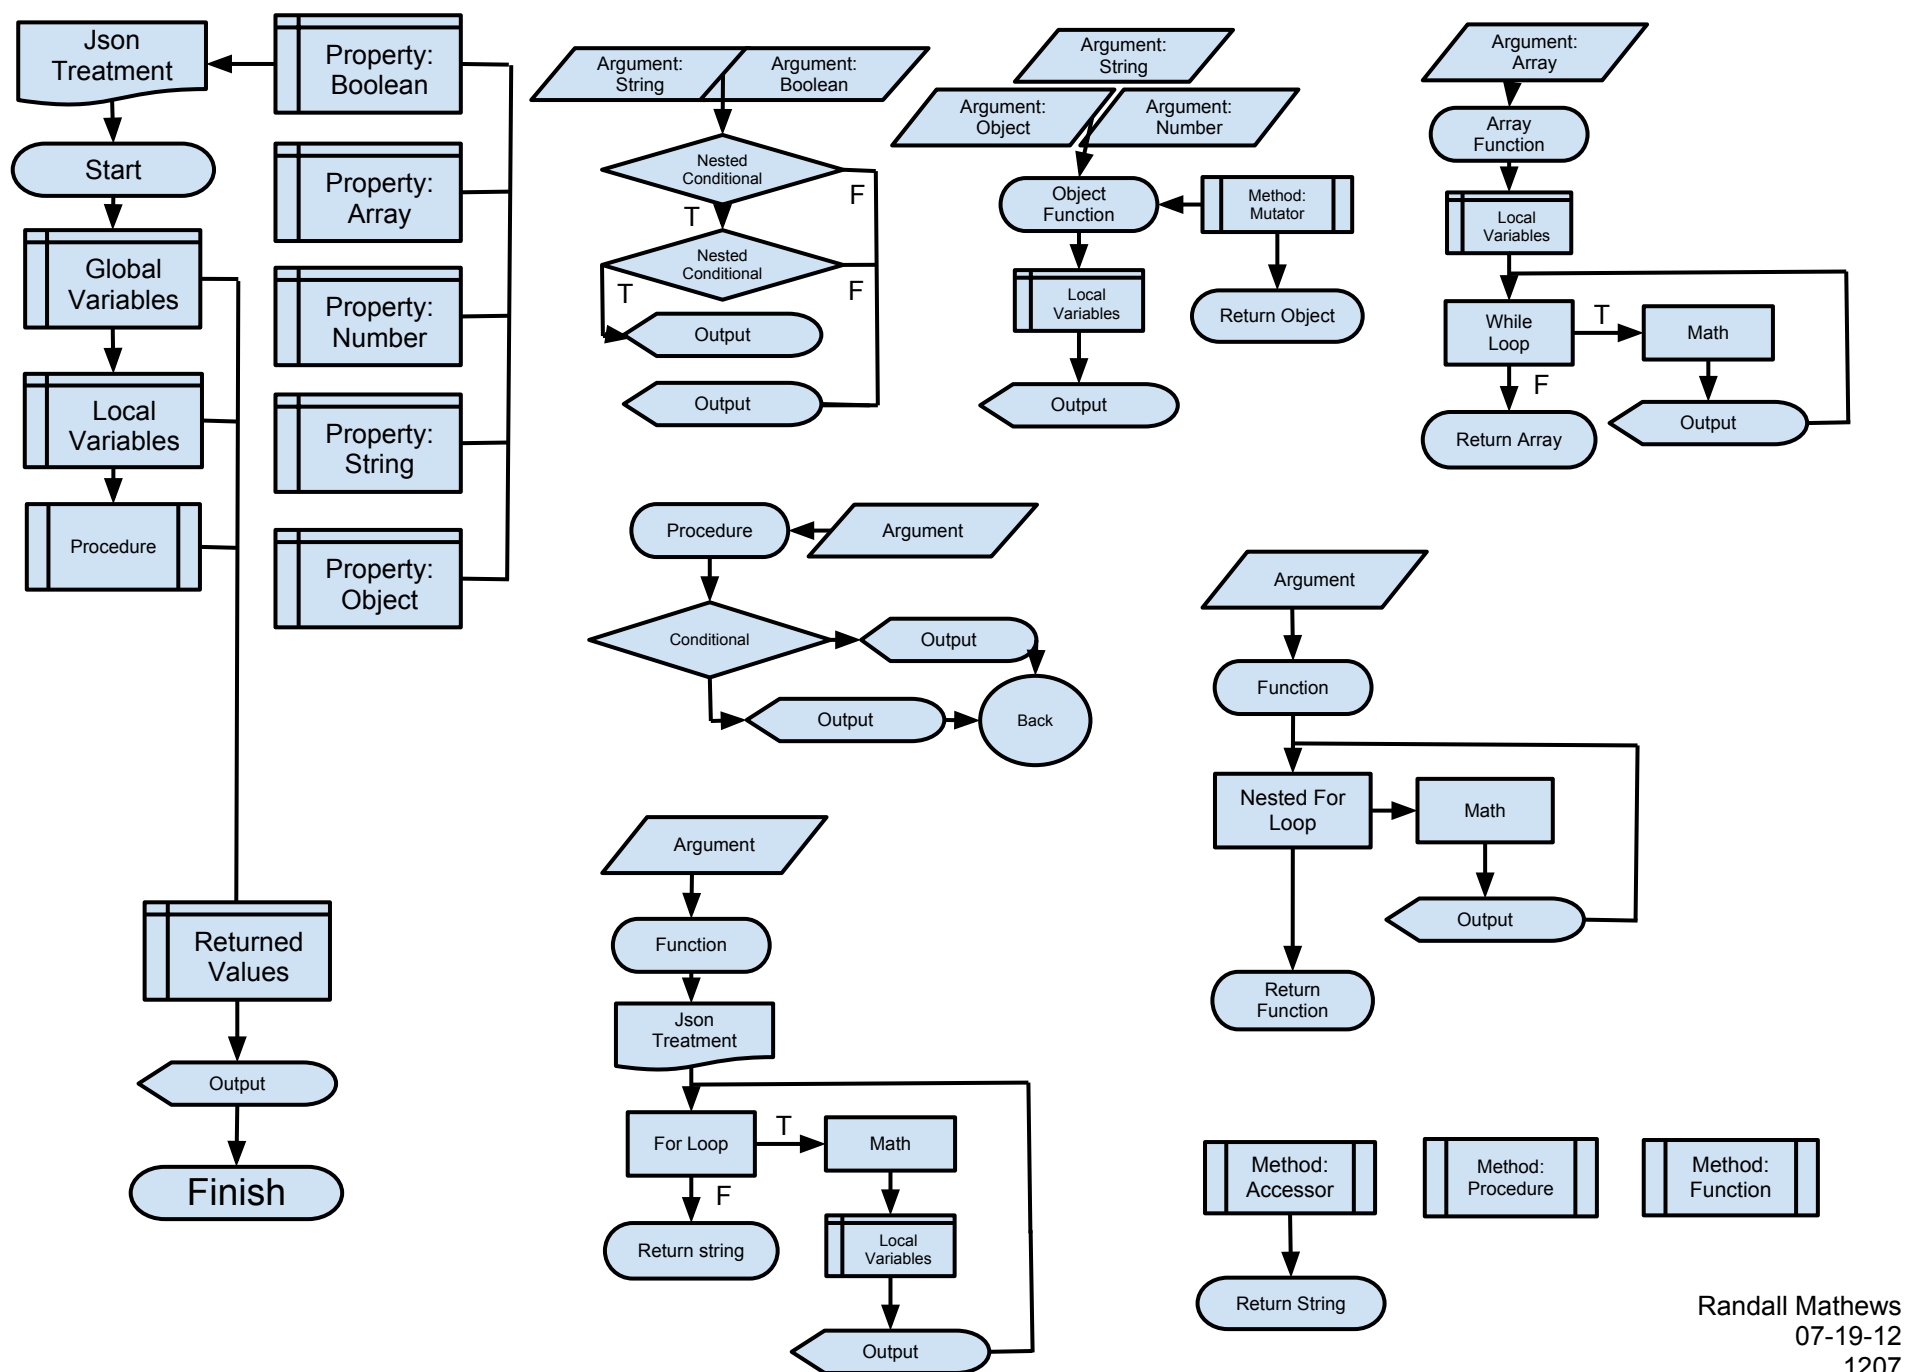 Json
Treatment
Start
Global
Variables
Local
Variables
Procedure
Property:
Boolean
Property:
Array
Property:
Number
Property:
String
Property:
Object
Returned
Values
Output
Finish
Argument:
String
Argument:
Boolean
Nested
Conditional
F
T
Nested
Conditional
F
T
Output
Output
Argument:
String
Argument:
Object
Argument:
Number
Object
Function
Method:
Mutator
Local
Variables
Return Object
Output
Argument:
Array
Array
Function
Local
Variables
While
Loop
T
Math
F
Output
Return Array
Procedure
Argument
Conditional
Output
Output
Back
Argument
Function
Nested For
Loop
Math
Output
Return
Function
Argument
Function
Json
Treatment
For Loop
T
Math
F
Return string
Local
Variables
Output
Method:
Accessor
Method:
Procedure
Method:
Function
Return String
Randall Mathews
07-19-12
1207